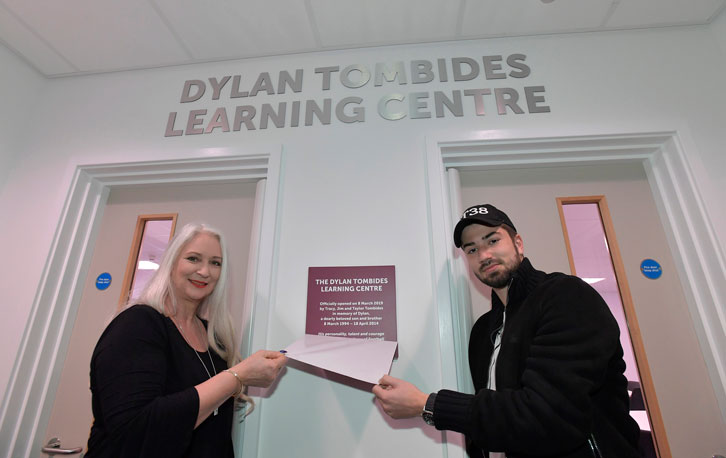 DYLAN TOMBIDES
LEARNING CENTRE
THE DYLAN TOMBIDES
LEARNING CENTRE
Officially opened on 8 March 2019
by Tracy, Jim and Taylor Tombides
in memory of Dylan,
a dearly beloved son and brother
8 March 1994 - 18 April 2014
His personality, talent and courage
38